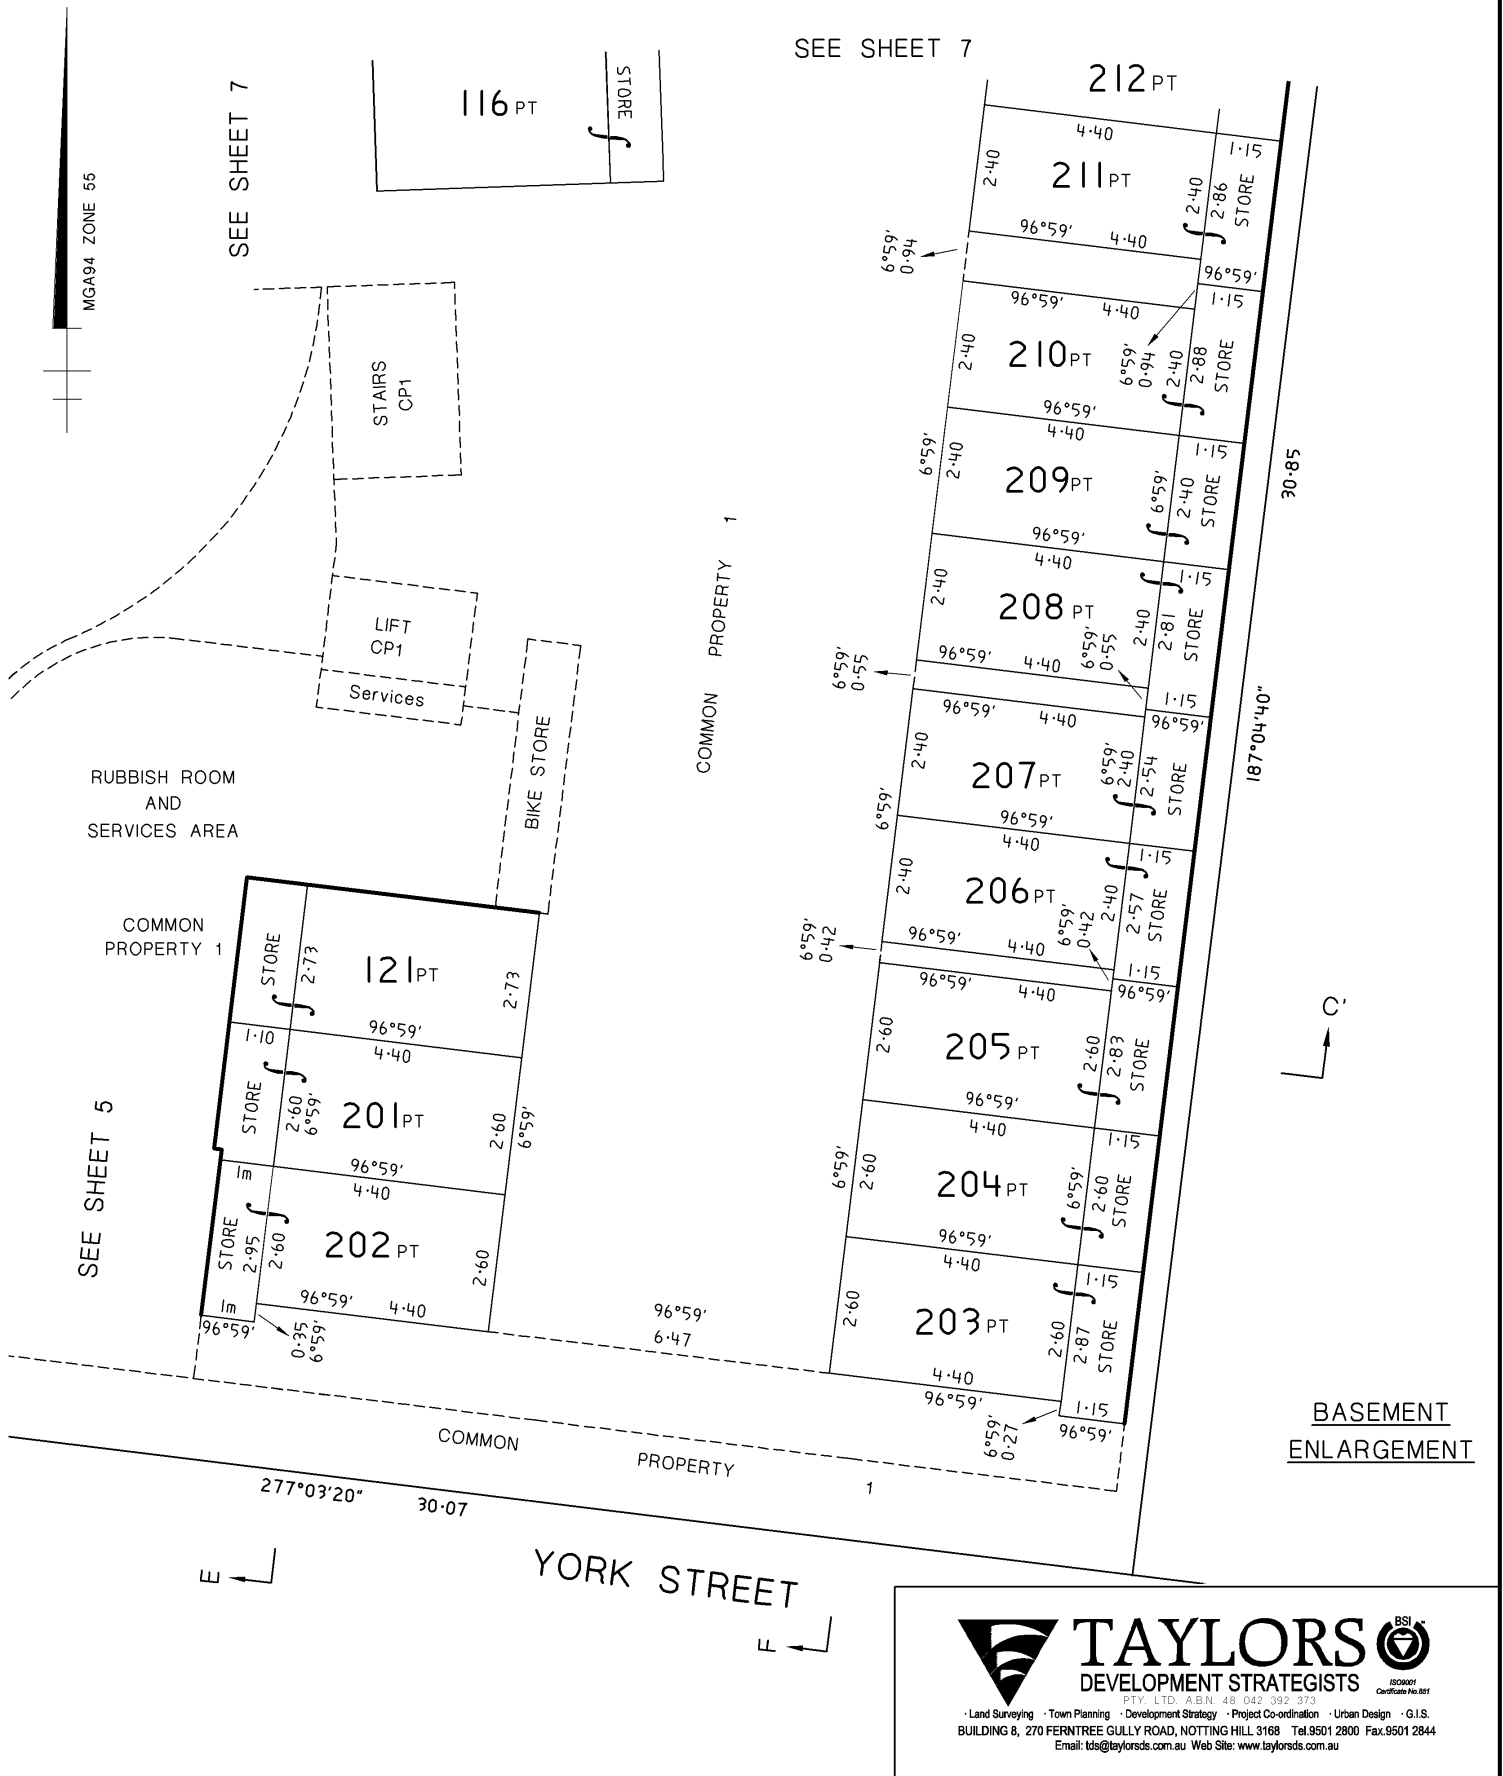 SEE SHEET 7
212 PT
116 PT
STORE
SEE SHEET 7
MGA94 ZONE 55
4·40
1·15
2·40
211 PT
2·40
2·86
STORE
96°59'
4·40
6°59'
0·94
96°59'
1·15
96°59'
4·40
2·40
210 PT
6°59'
0·94
2·40
2·88
STORE
96°59'
4·40
1·15
6°59'
2·40
209 PT
6°59'
2·40
STORE
30·85
96°59'
4·40
1·15
2·40
208 PT
2·40
2·81
STORE
6°59'
0·55
96°59'
4·40
6°59'
0·55
1·15
96°59'
96°59'
4·40
187°04'40"
2·40
207 PT
6°59'
2·40
2·54
STORE
6°59'
96°59'
4·40
1·15
2·40
206 PT
2·40
2·57
STORE
6°59'
0·42
96°59'
4·40
6°59'
0·42
1·15
96°59'
96°59'
4·40
2·60
205 PT
2·60
2·83
STORE
96°59'
4·40
1·15
6°59'
2·60
204 PT
6°59'
2·60
STORE
96°59'
4·40
1·15
2·60
203 PT
2·60
2·87
STORE
4·40
96°59'
1·15
96°59'
6°59'
0·27
STAIRS
CP1
LIFT
CP1
Services
BIKE STORE
COMMON PROPERTY 1
RUBBISH ROOM
AND
SERVICES AREA
COMMON
PROPERTY 1
STORE
2·73
121 PT
2·73
96°59'
1·10
4·40
STORE
2·60
6°59'
201 PT
2·60
6°59'
96°59'
1m
4·40
STORE
2·95
2·60
202 PT
2·60
1m
96°59'
96°59'
4·40
0·35
6°59'
96°59'
6·47
SEE SHEET 5
C'
BASEMENT
ENLARGEMENT
COMMON PROPERTY 1
277°03'20"
30·07
YORK STREET
E
F
TAYLORS
BSI
DEVELOPMENT STRATEGISTS
ISO9001
Certificate No.851
PTY. LTD. A.B.N. 48 042 392 373
· Land Surveying · Town Planning · Development Strategy · Project Co-ordination · Urban Design · G.I.S.
BUILDING 8, 270 FERNTREE GULLY ROAD, NOTTING HILL 3168 Tel.9501 2800 Fax.9501 2844
Email: tds@taylorsds.com.au Web Site: www.taylorsds.com.au